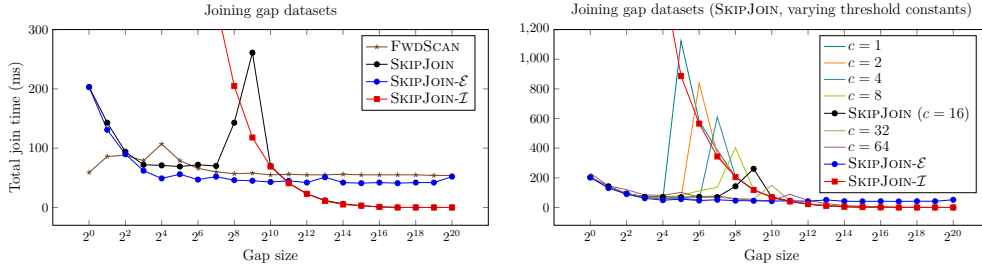 Joining gap datasets
Total join time (ms)
300
200
100
0
2^0 2^2 2^4 2^6 2^8 2^10 2^12 2^14 2^16 2^18 2^20
Gap size
FwdScan
SkipJoin
SkipJoin-ℰ
SkipJoin-ℐ
Joining gap datasets (SkipJoin, varying threshold constants)
1,200
1,000
800
600
400
200
0
2^0 2^2 2^4 2^6 2^8 2^10 2^12 2^14 2^16 2^18 2^20
Gap size
c = 1
c = 2
c = 4
c = 8
SkipJoin (c = 16)
c = 32
c = 64
SkipJoin-ℰ
SkipJoin-ℐ